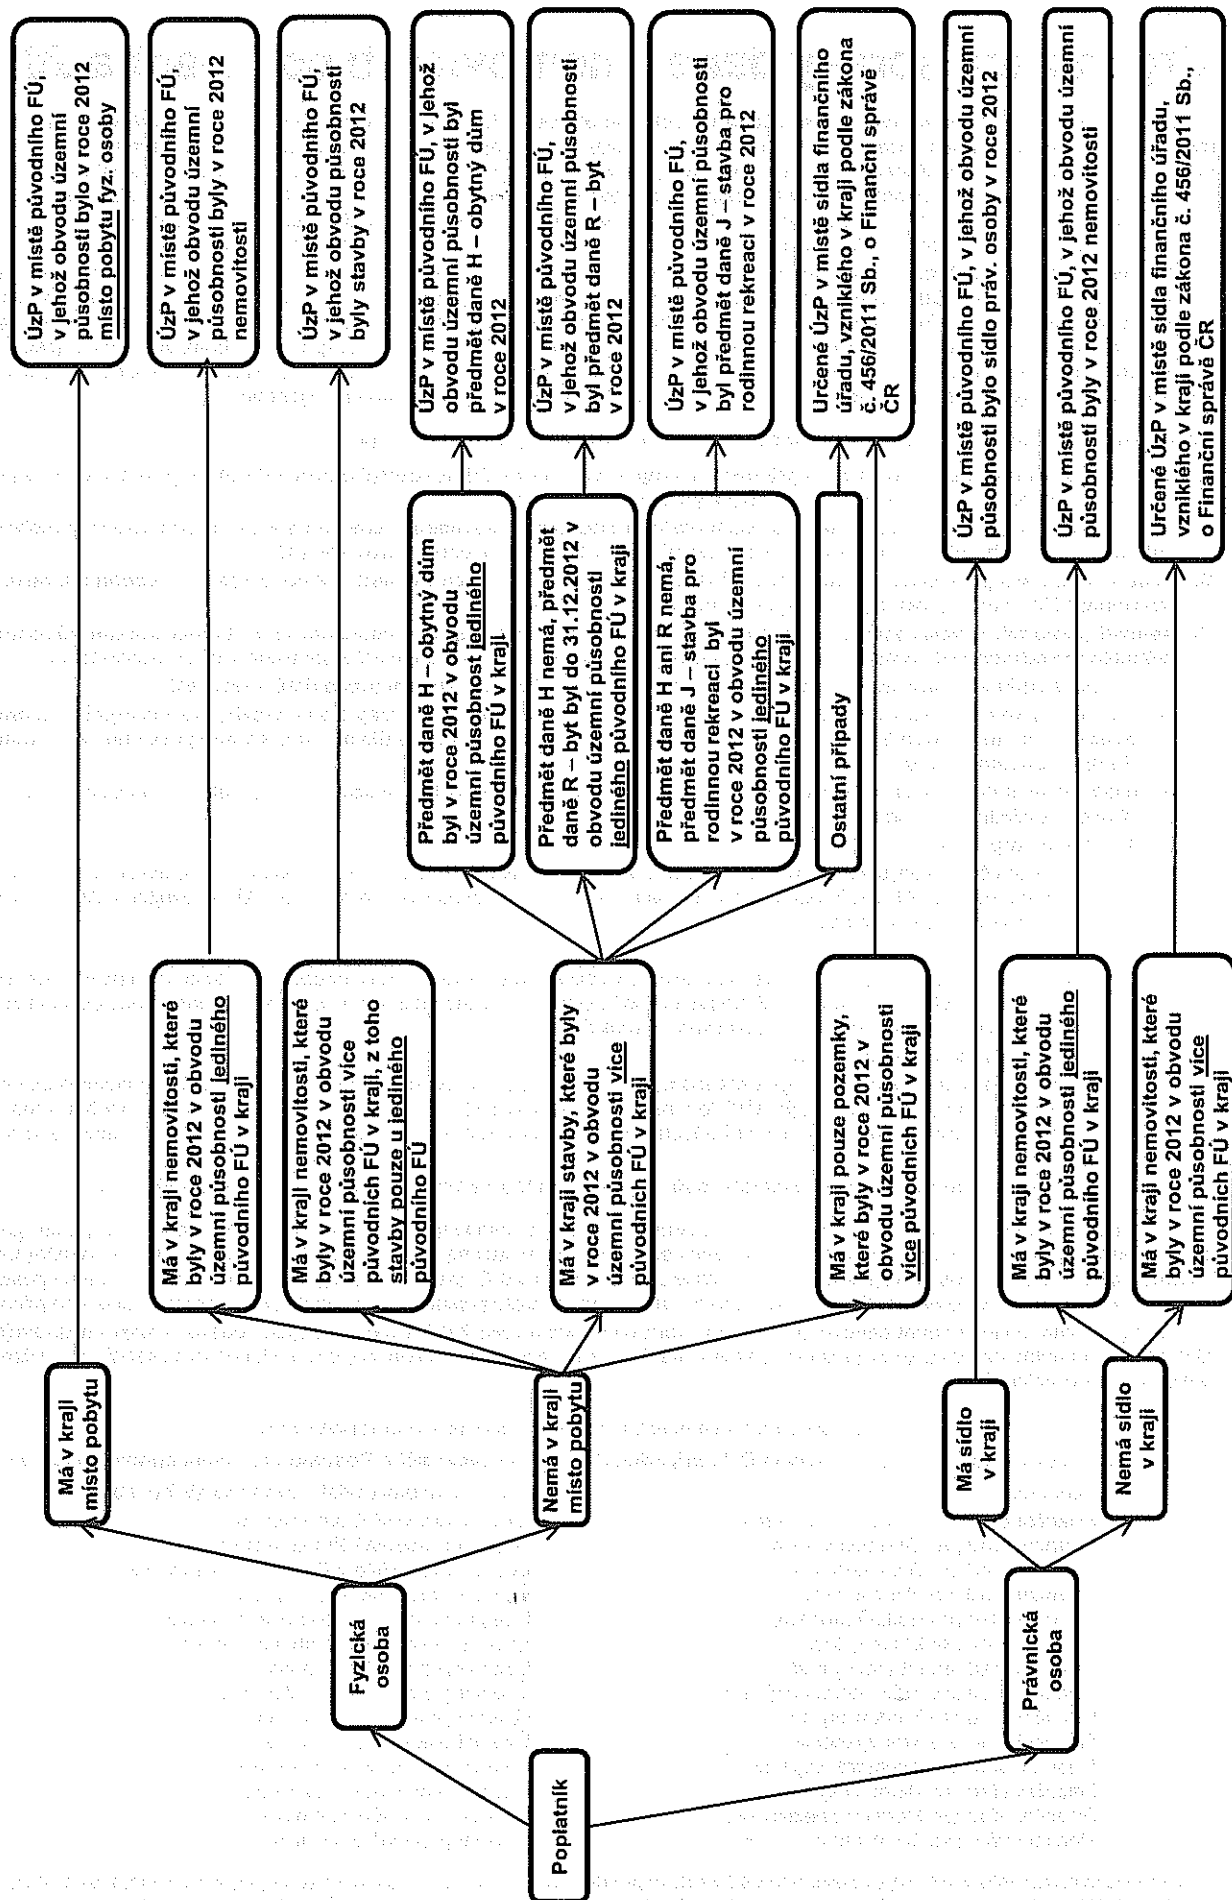 Poplatník
Fyzická
osoba
Právnická
osoba
Má v kraji
místo pobytu
Nemá v kraji
místo pobytu
Má sídlo
v kraji
Nemá sídlo
v kraji
Má v kraji nemovitosti, které
byly v roce 2012 v obvodu
územní působnosti jediného
původního FÚ v kraji
Má v kraji nemovitosti, které
byly v roce 2012 v obvodu
územní působnosti více
původních FÚ v kraji, z toho
stavby pouze u jediného
původního FÚ
Má v kraji stavby, které byly
v roce 2012 v obvodu
územní působnosti více
původních FÚ v kraji
Má v kraji pouze pozemky,
které byly v roce 2012 v
obvodu územní působnosti
více původních FÚ v kraji
Má v kraji nemovitosti, které
byly v roce 2012 v obvodu
územní působnosti jediného
původního FÚ v kraji
Má v kraji nemovitosti, které
byly v roce 2012 v obvodu
územní působnosti více
původních FÚ v kraji
Předmět daně H – obytný dům
byl v roce 2012 v obvodu
územní působnost jediného
původního FÚ v kraji
Předmět daně H nemá, předmět
daně R – byt byl do 31.12.2012 v
obvodu územní působnosti
jediného původního FÚ v kraji
Předmět daně H ani R nemá,
předmět daně J – stavba pro
rodinnou rekreaci byl
v roce 2012 v obvodu územní
působnosti jediného
původního FÚ v kraji
Ostatní případy
ÚzP v místě původního FÚ,
v jehož obvodu územní
působnosti bylo v roce 2012
místo pobytu fyz. osoby
ÚzP v místě původního FÚ,
v jehož obvodu územní
působnosti byly v roce 2012
nemovitosti
ÚzP v místě původního FÚ,
v jehož obvodu působnosti
byly stavby v roce 2012
ÚzP v místě původního FÚ, v jehož
obvodu územní působnosti byl
předmět daně H – obytný dům
v roce 2012
ÚzP v místě původního FÚ,
v jehož obvodu územní působnosti
byl předmět daně R – byt
v roce 2012
ÚzP v místě původního FÚ,
v jehož obvodu územní působnosti
byl předmět daně J – stavba pro
rodinnou rekreaci v roce 2012
Určené ÚzP v místě sídla finančního
úřadu, vzniklého v kraji podle zákona
č. 456/2011 Sb., o Finanční správě
ČR
ÚzP v místě původního FÚ, v jehož obvodu územní
působnosti bylo sídlo práv. osoby v roce 2012
ÚzP v místě původního FÚ, v jehož obvodu územní
působnosti byly v roce 2012 nemovitosti
Určené ÚzP v místě sídla finančního úřadu,
vzniklého v kraji podle zákona č. 456/2011 Sb.,
o Finanční správě ČR